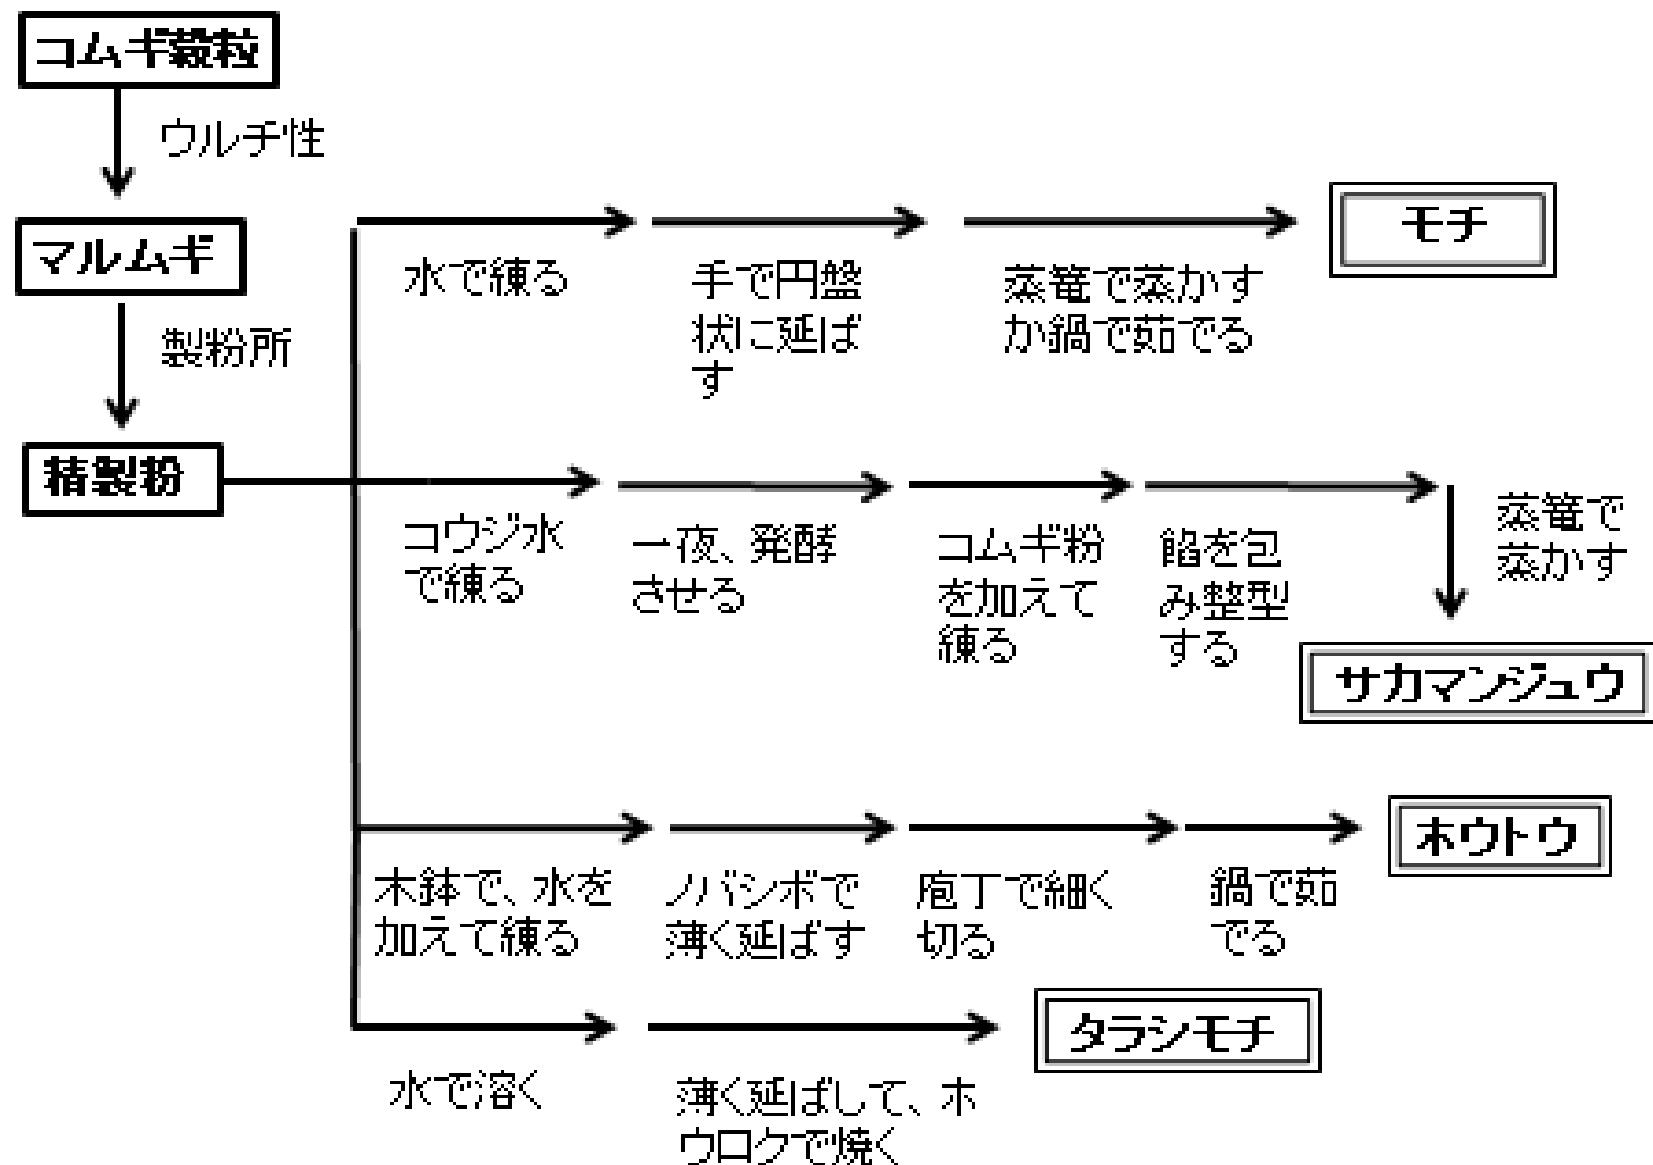 コムギ穀粒
ウルチ性
マルムギ
製粉所
精製粉
水で練る
手で円盤
状に延ば
す
蒸篭で蒸かす
か鍋で茹でる
モチ
コウジ水
で練る
一夜、発酵
させる
コムギ粉
を加えて
練る
餡を包
み整型
する
蒸篭で
蒸かす
サカマンジュウ
木鉢で、水を
加えて練る
ノバシボで
薄く延ばす
庖丁で細く
切る
鍋で茹
でる
ホウトウ
水で溶く
薄く延ばして、ホ
ウロクで焼く
タラシモチ